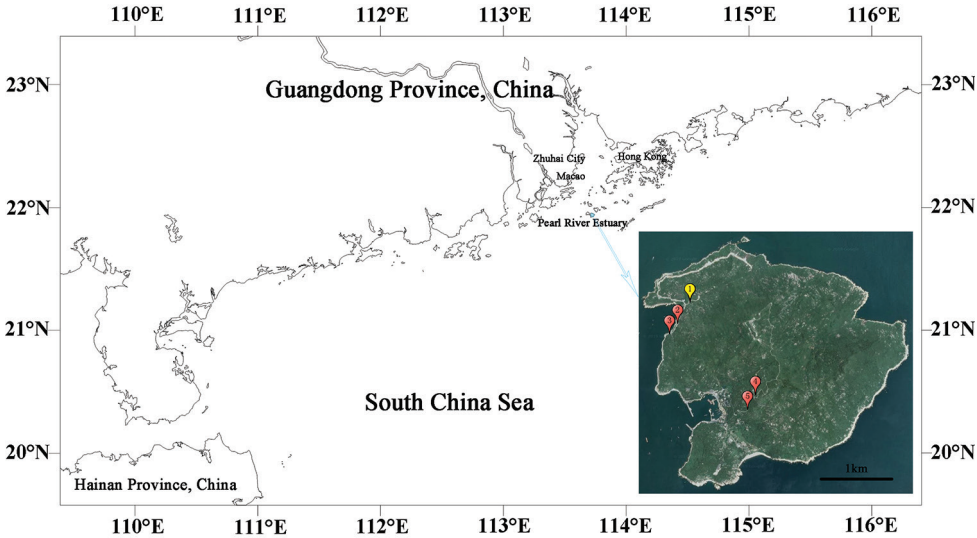 110°E 111°E 112°E 113°E 114°E 115°E 116°E
23°N 23°N
Guangdong Province, China
Zhuhai City
Hong Kong
Macao
22°N 22°N
Pearl River Estuary
1
2
3
21°N 21°N
4
5
South China Sea
20°N 20°N
1km
Hainan Province, China
110°E 111°E 112°E 113°E 114°E 115°E 116°E